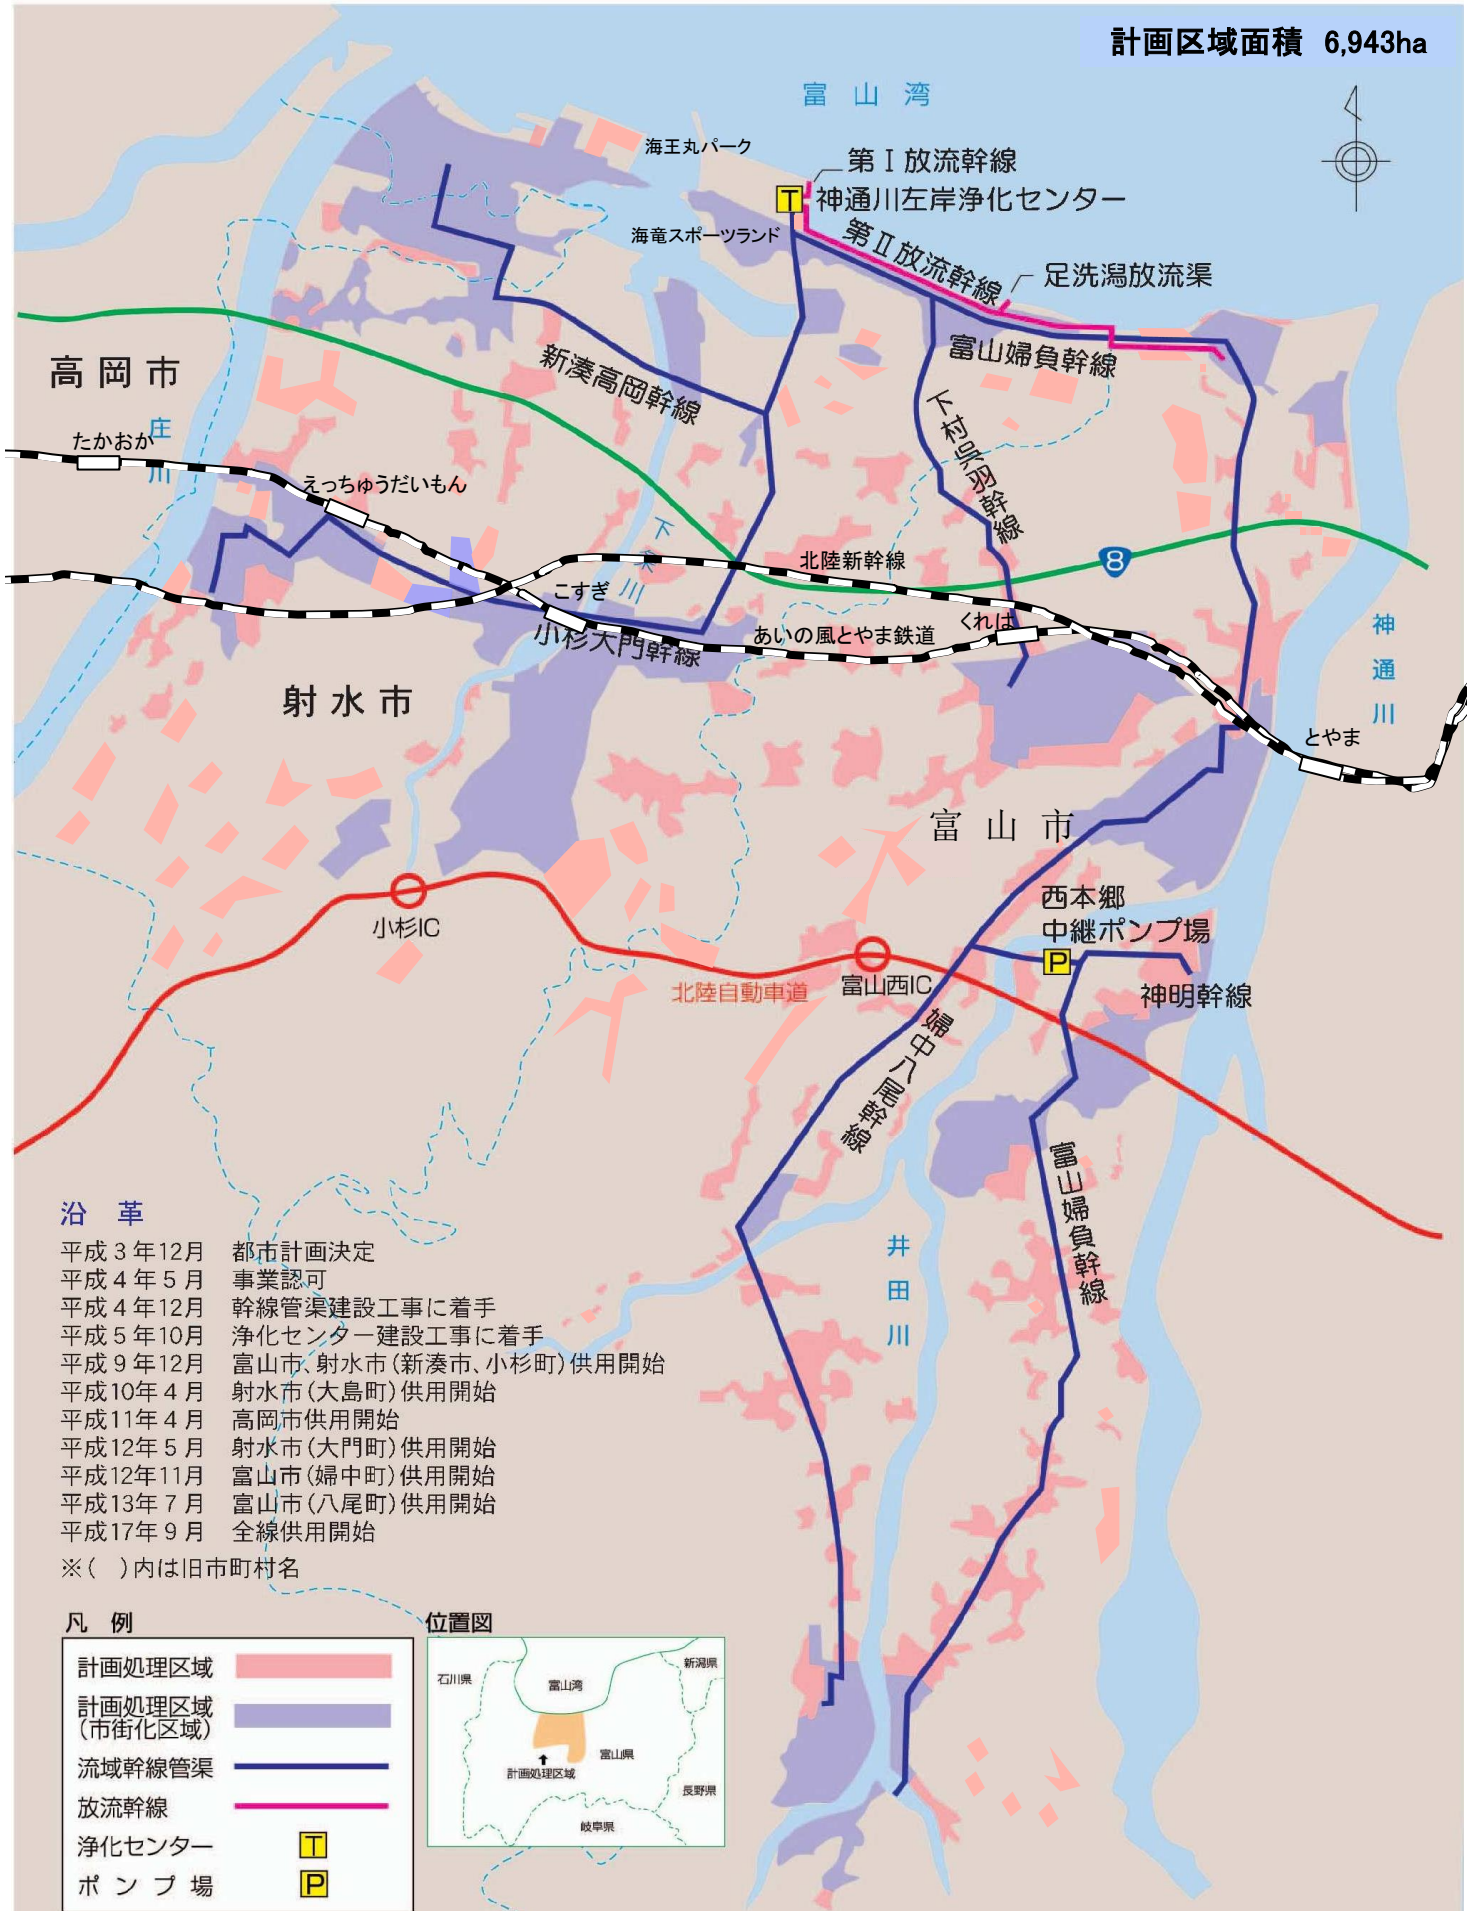 計画区域面積 6,943ha
富山湾
海王丸パーク
第Ⅰ放流幹線
T
神通川左岸浄化センター
海竜スポーツランド
第Ⅱ放流幹線
足洗潟放流渠
富山婦負幹線
新湊高岡幹線
下村呉羽幹線
高岡市
庄川
たかおか
えっちゅうだいもん
下条川
北陸新幹線
8
こすぎ
小杉大門幹線
あいの風とやま鉄道
くれは
神通川
射水市
とやま
富山市
西本郷
中継ポンプ場
P
小杉IC
北陸自動車道
富山西IC
神明幹線
婦中八尾幹線
富山婦負幹線
井田川
沿革
平成3年12月 都市計画決定
平成4年5月 事業認可
平成4年12月 幹線管渠建設工事に着手
平成5年10月 浄化センター建設工事に着手
平成9年12月 富山市、射水市(新湊市、小杉町)供用開始
平成10年4月 射水市(大島町)供用開始
平成11年4月 高岡市供用開始
平成12年5月 射水市(大門町)供用開始
平成12年11月 富山市(婦中町)供用開始
平成13年7月 富山市(八尾町)供用開始
平成17年9月 全線供用開始
※( )内は旧市町村名
凡例
計画処理区域
計画処理区域
(市街化区域)
流域幹線管渠
放流幹線
浄化センター T
ポンプ場 P
位置図
石川県
富山湾
新潟県
富山県
計画処理区域
長野県
岐阜県